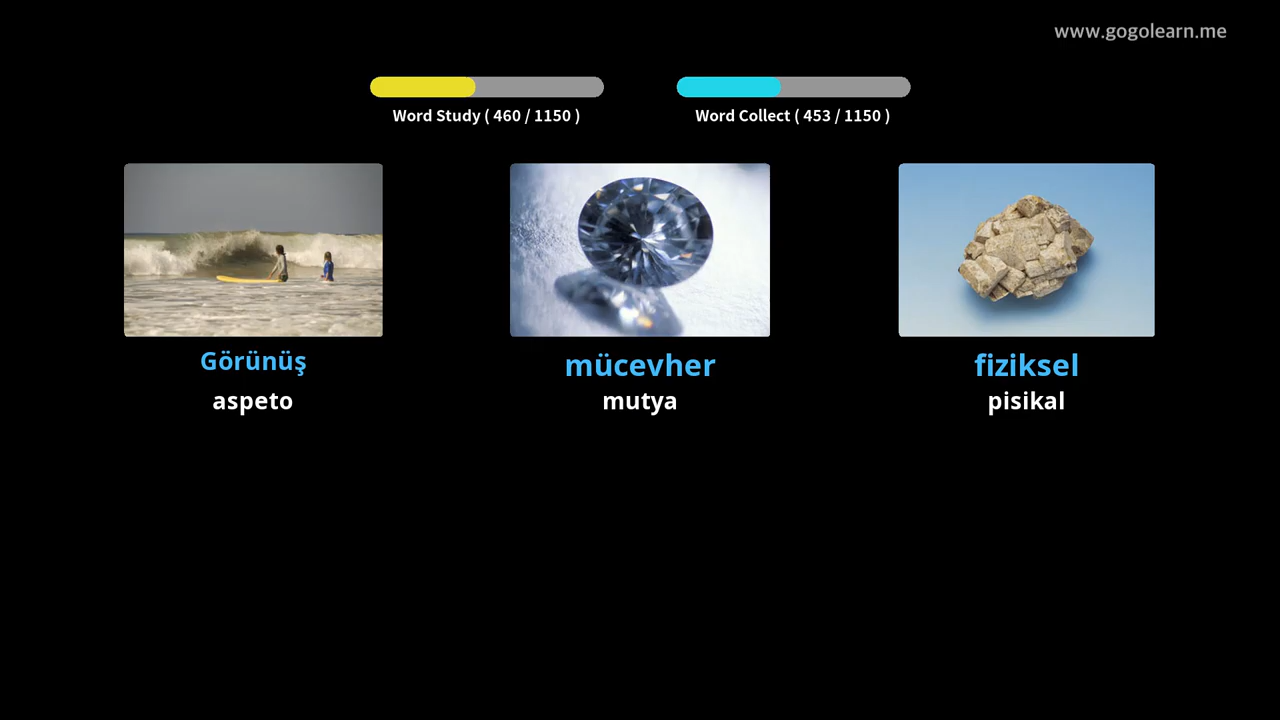 www.gogolearn.me
Word Study ( 460 / 1150 )
Word Collect ( 453 / 1150 )
Görünüş
mücevher
fiziksel
aspeto
mutya
pisikal